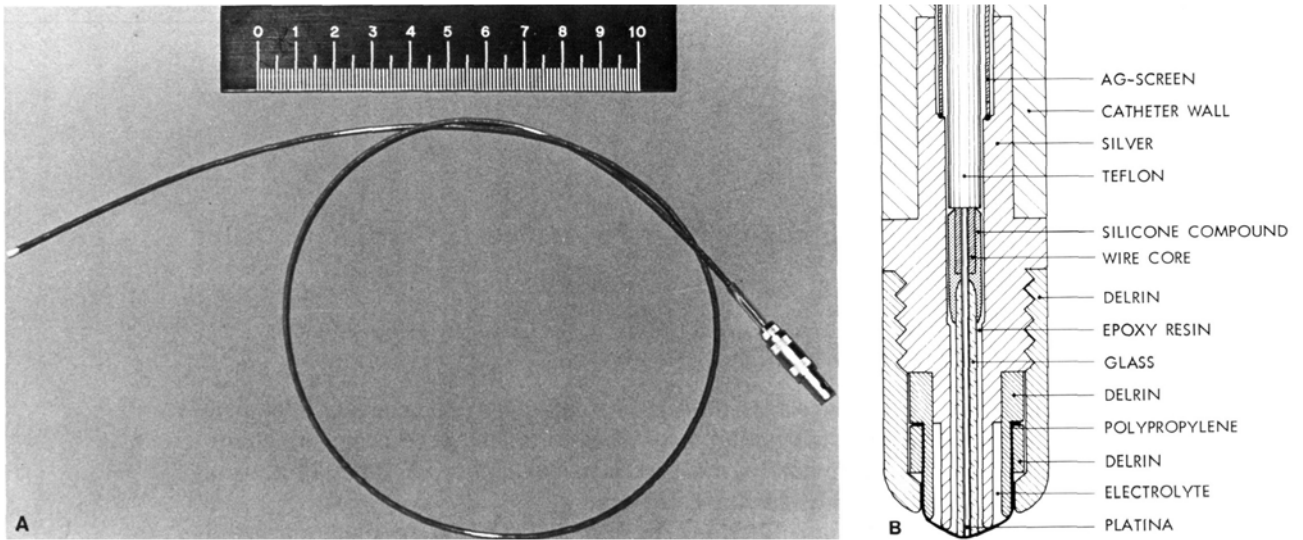 0 1 2 3 4 5 6 7 8 9 10
A
AG-SCREEN
CATHETER WALL
SILVER
TEFLON
SILICONE COMPOUND
WIRE CORE
DELRIN
EPOXY RESIN
GLASS
DELRIN
POLYPROPYLENE
DELRIN
ELECTROLYTE
PLATINA
B